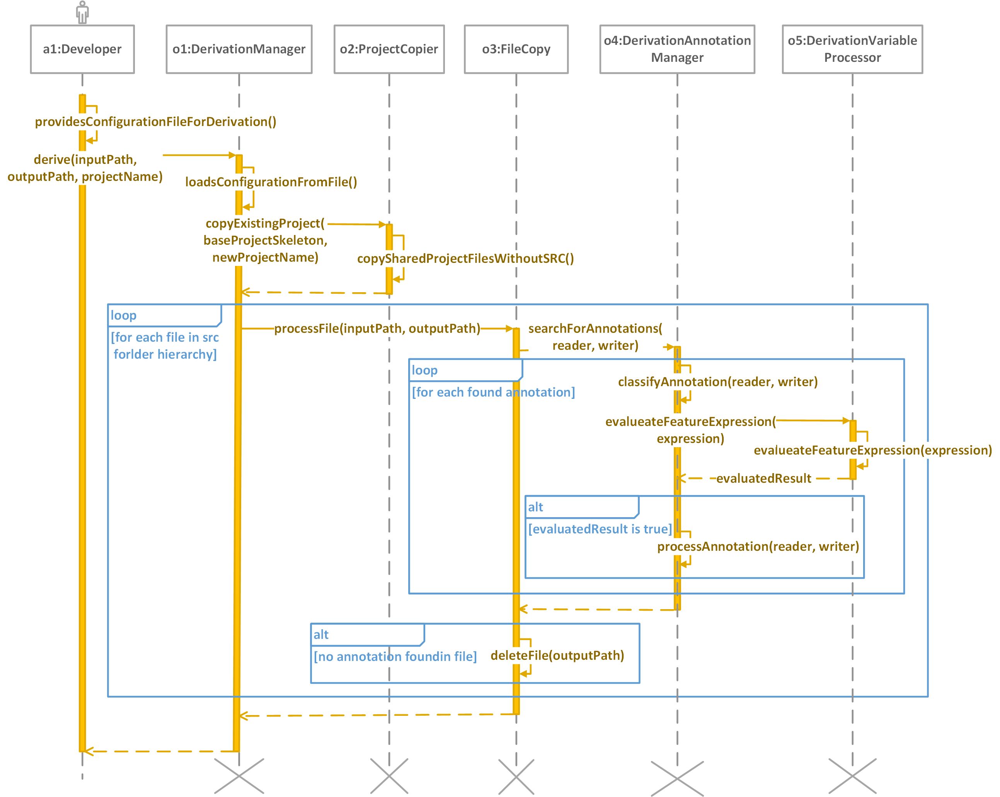 a1:Developer
o1:DerivationManager
o2:ProjectCopier
o3:FileCopy
o4:DerivationAnnotation
Manager
o5:DerivationVariable
Processor
providesConfigurationFileForDerivation()
derive(inputPath,
outputPath, projectName)
loadsConfigurationFromFile()
copyExistingProject(
baseProjectSkeleton,
newProjectName)
copySharedProjectFilesWithoutSRC()
loop
[for each file in src
forlder hierarchy]
processFile(inputPath, outputPath)
searchForAnnotations(
reader, writer)
loop
[for each found annotation]
classifyAnnotation(reader, writer)
evalueateFeatureExpression(
expression)
evalueateFeatureExpression(expression)
evaluatedResult
alt
[evaluatedResult is true]
processAnnotation(reader, writer)
alt
[no annotation foundin file]
deleteFile(outputPath)